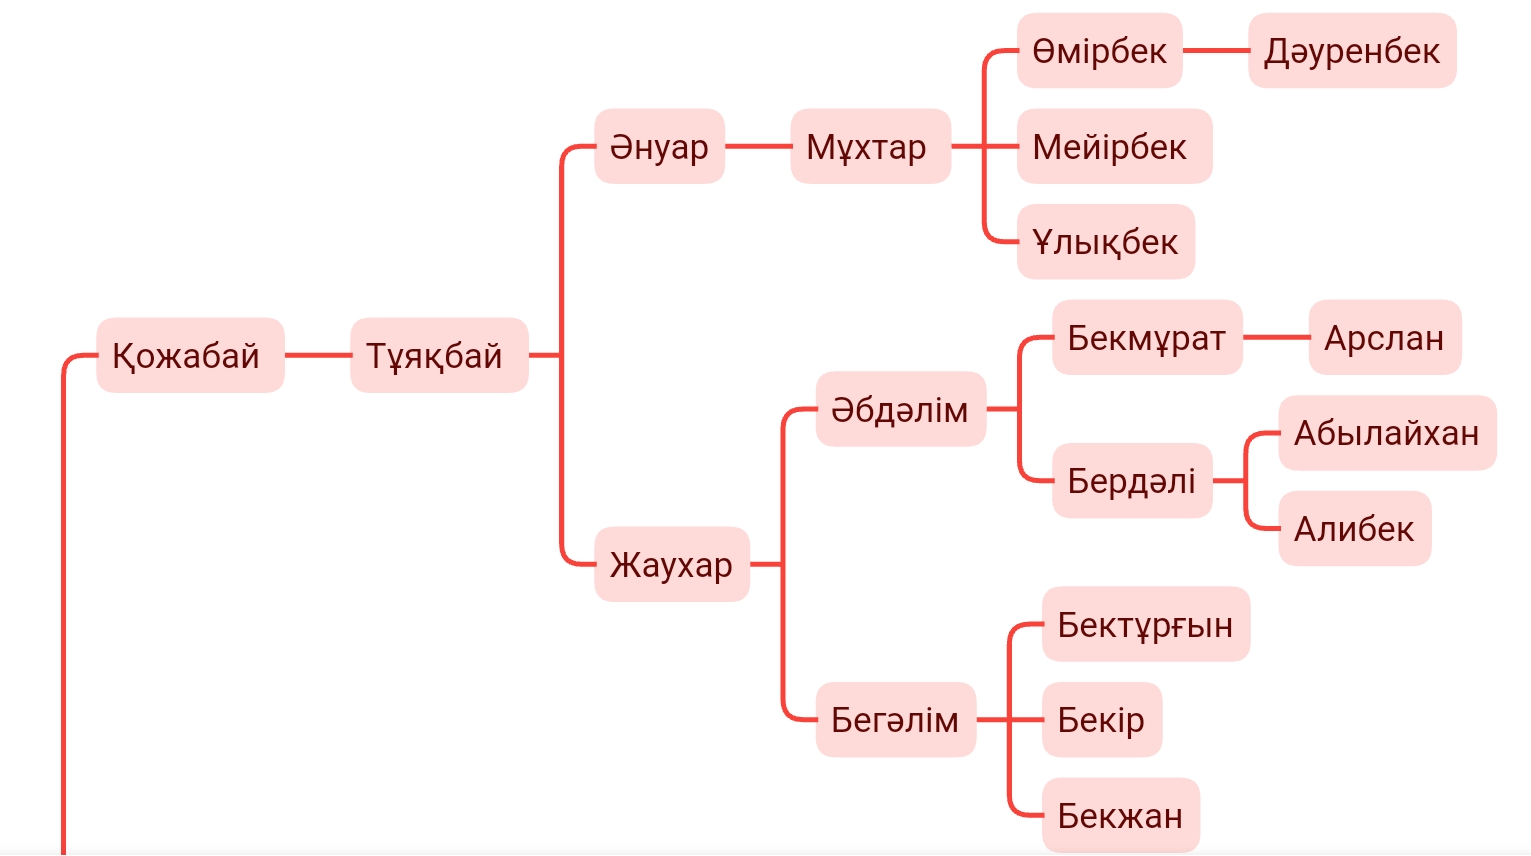 Өмірбек
Дәуренбек
Әнуар
Мұхтар
Мейірбек
Ұлықбек
Қожабай
Тұяқбай
Бекмұрат
Арслан
Әбдәлім
Абылайхан
Бердәлі
Алибек
Жаухар
Бектұрғын
Бегәлім
Бекір
Бекжан